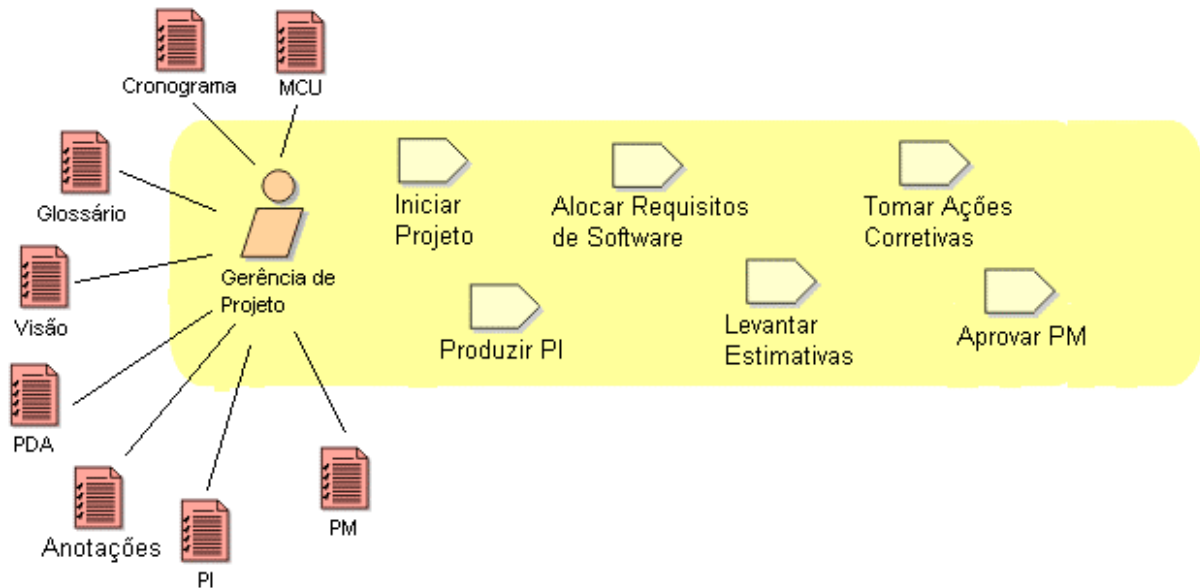 Cronograma
MCU
Glossário
Iniciar
Projeto
Alocar Requisitos
de Software
Tomar Ações
Corretivas
Gerência de
Projeto
Visão
Produzir PI
Levantar
Estimativas
Aprovar PM
PDA
Anotações
PI
PM